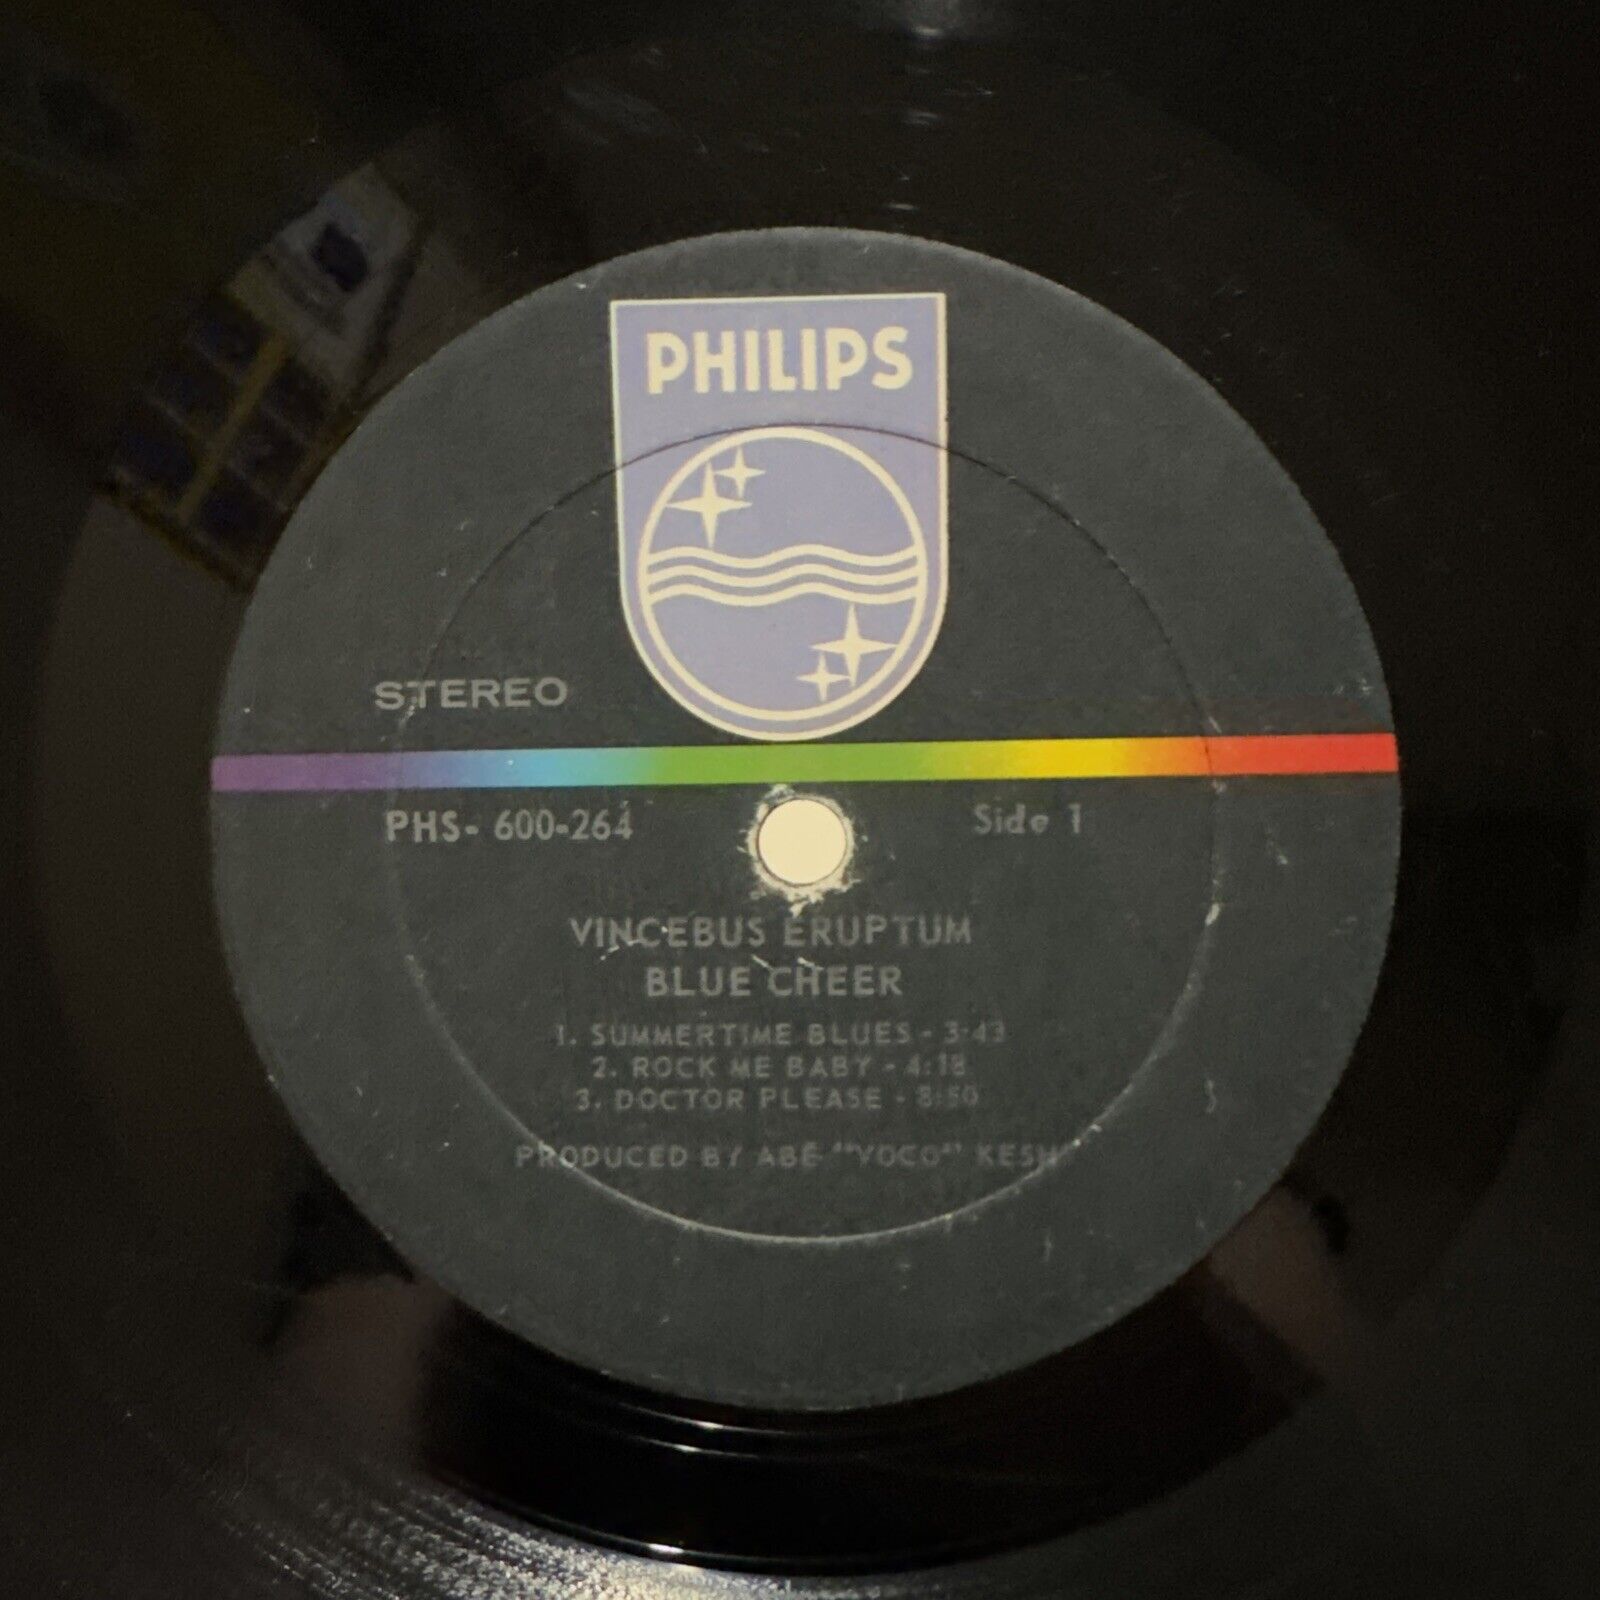 PHILIPS
STEREO
PHS- 600-264 Side 1
VINCEBUS ERUPTUM
BLUE CHEER
1. SUMMERTIME BLUES - 3:43
2. ROCK ME BABY - 4:18
3. DOCTOR PLEASE - 8:50
PRODUCED BY ABE "VOCO" KESH